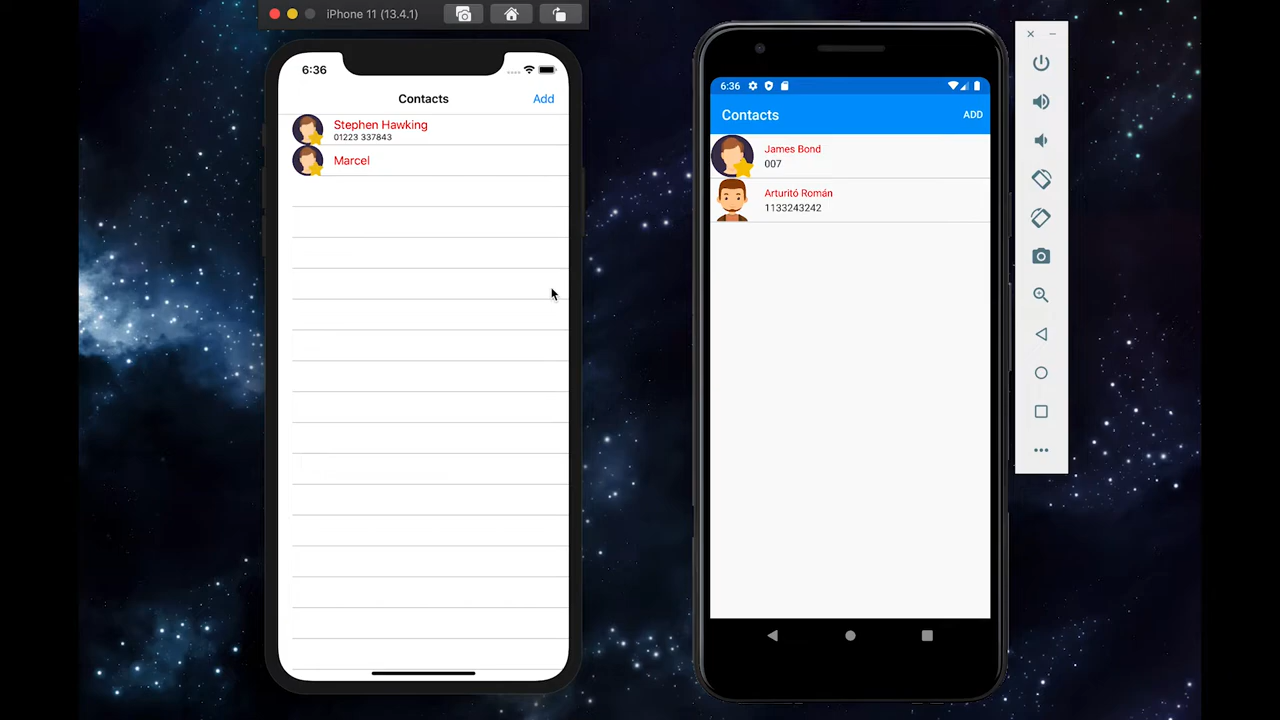 iPhone 11 (13.4.1)
6:36
Contacts
Add
Stephen Hawking
01223 337843
Marcel
6:36
Contacts
ADD
James Bond
007
Arturitó Román
1133243242